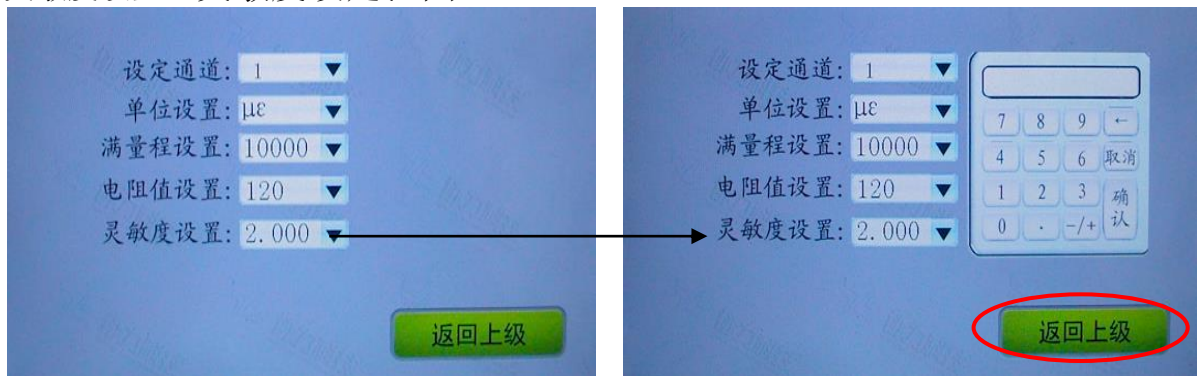 设定通道: 1
单位设置: με
满量程设置: 10000
电阻值设置: 120
灵敏度设置: 2.000
返回上级
设定通道: 1
单位设置: με
满量程设置: 10000
电阻值设置: 120
灵敏度设置: 2.000
7 8 9 ←
4 5 6 取消
1 2 3 确认
0 . -/+
返回上级